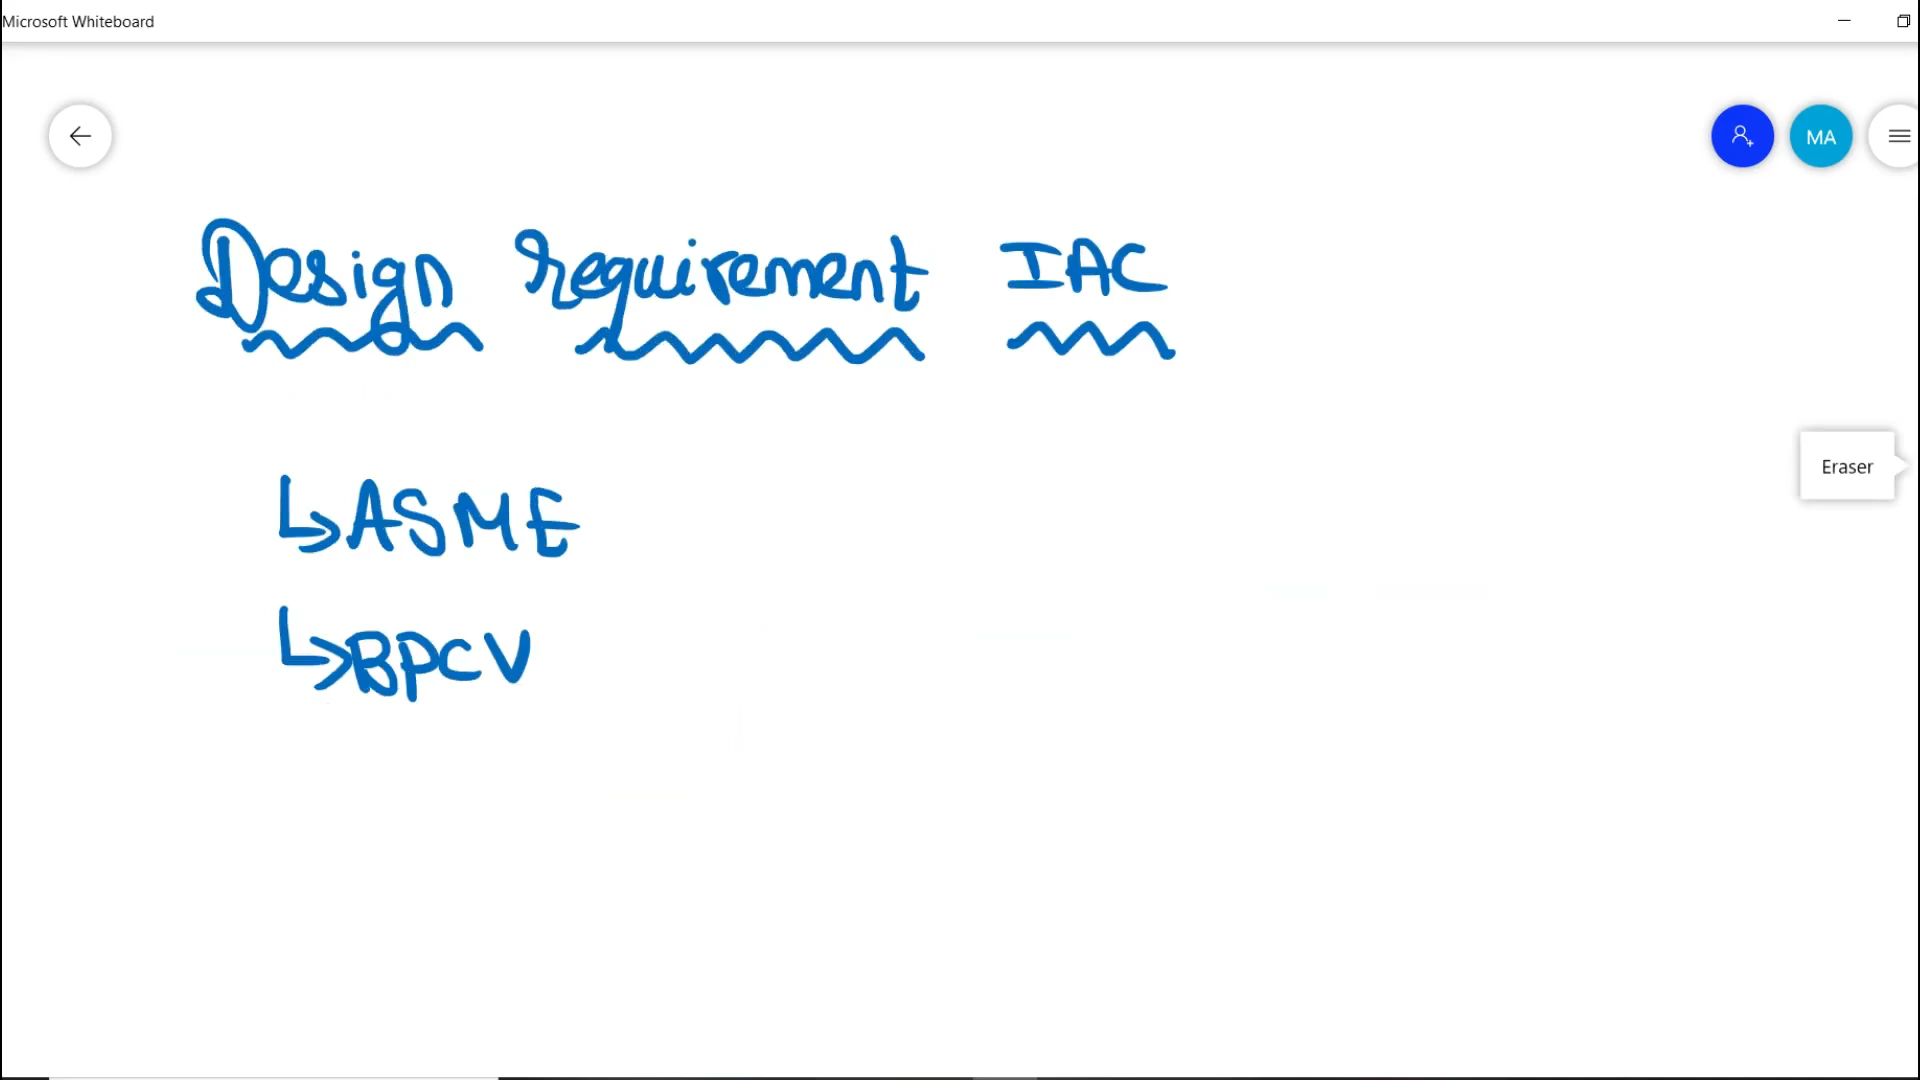 Microsoft Whiteboard
MA
Design requirement IAC
Eraser
ASME
BPCV